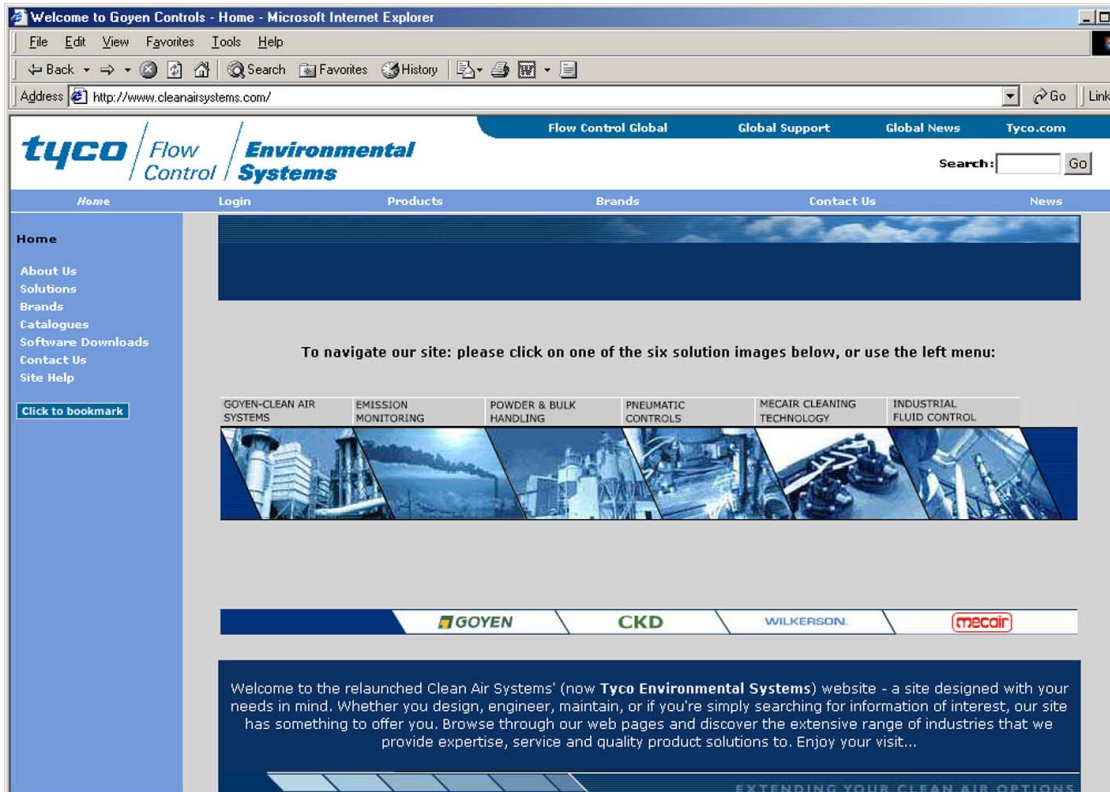 Welcome to Goyen Controls - Home - Microsoft Internet Explorer
File Edit View Favorites Tools Help
Back Search Favorites History
Address http://www.cleanairsystems.com/ Go Link
tyco Flow Control Environmental Systems
Flow Control Global Global Support Global News Tyco.com
Search: Go
Home Login Products Brands Contact Us News
Home
About Us
Solutions
Brands
Catalogues
Software Downloads
Contact Us
Site Help
Click to bookmark
To navigate our site: please click on one of the six solution images below, or use the left menu:
GOYEN-CLEAN AIR SYSTEMS
EMISSION MONITORING
POWDER & BULK HANDLING
PNEUMATIC CONTROLS
MECAIR CLEANING TECHNOLOGY
INDUSTRIAL FLUID CONTROL
GOYEN CKD WILKERSON mecair
Welcome to the relaunched Clean Air Systems' (now Tyco Environmental Systems) website - a site designed with your
needs in mind. Whether you design, engineer, maintain, or if you're simply searching for information of interest, our site
has something to offer you. Browse through our web pages and discover the extensive range of industries that we
provide expertise, service and quality product solutions to. Enjoy your visit...
EXTENDING YOUR CLEAN AIR OPTIONS